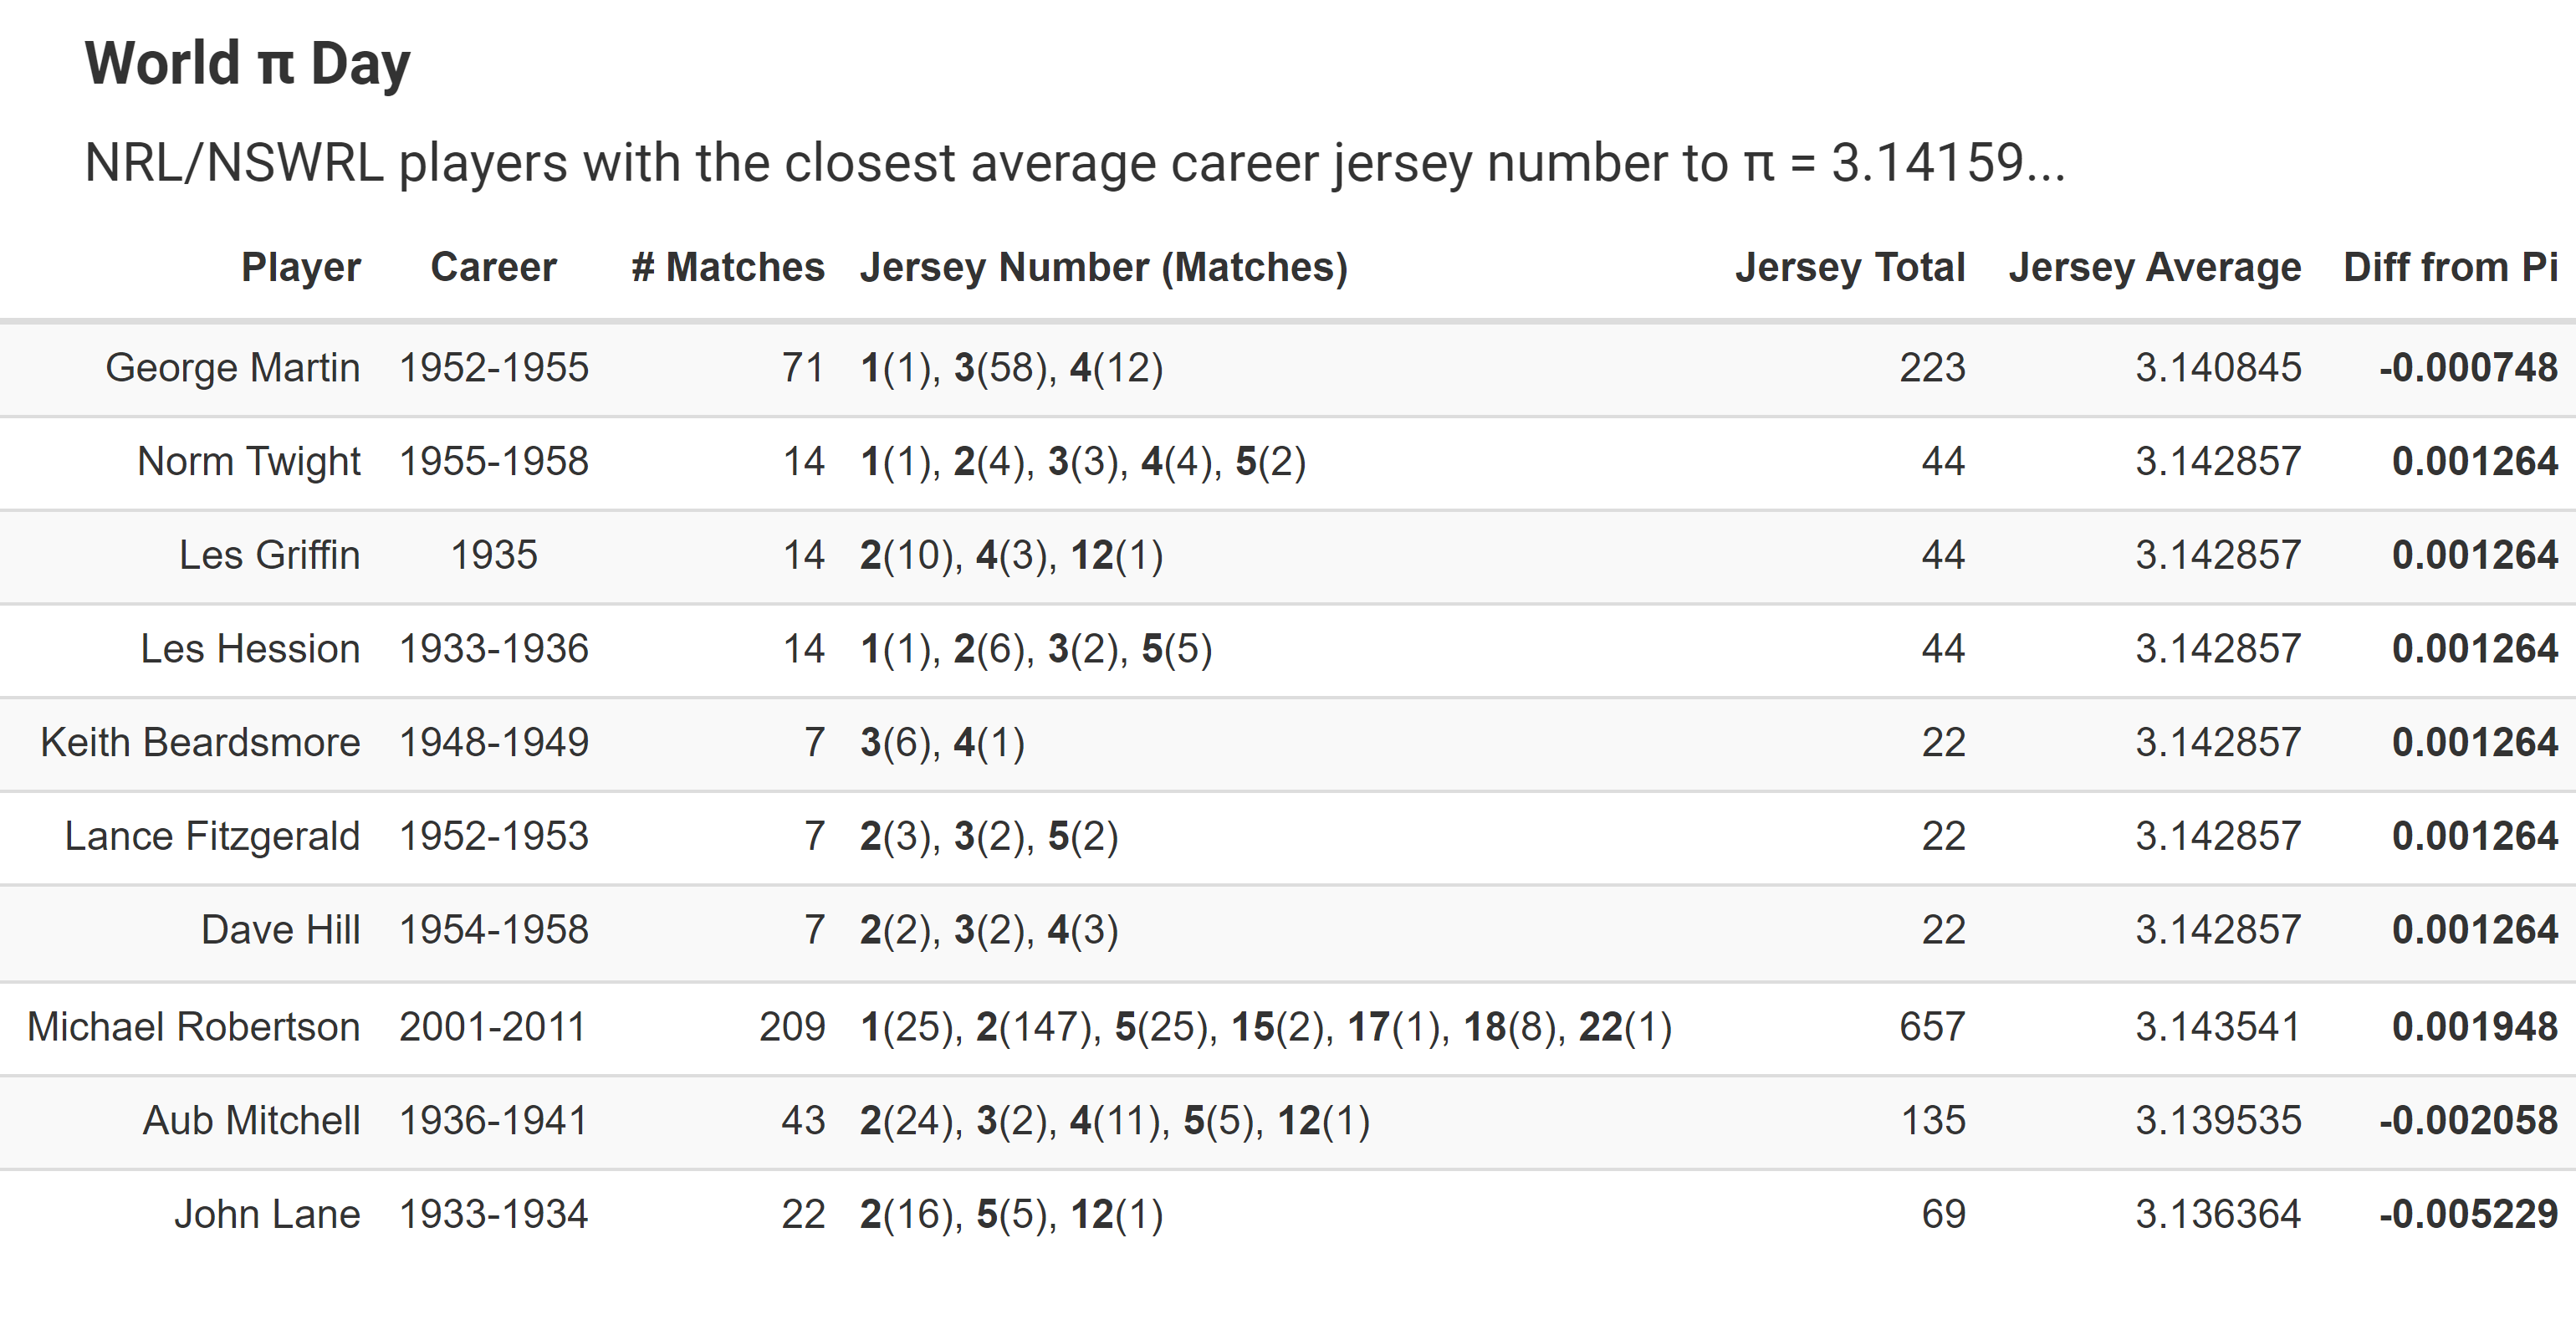 World π Day
NRL/NSWRL players with the closest average career jersey number to π = 3.14159...
Player Career # Matches Jersey Number (Matches) Jersey Total Jersey Average Diff from Pi
George Martin 1952-1955 71 1(1), 3(58), 4(12) 223 3.140845 -0.000748
Norm Twight 1955-1958 14 1(1), 2(4), 3(3), 4(4), 5(2) 44 3.142857 0.001264
Les Griffin 1935 14 2(10), 4(3), 12(1) 44 3.142857 0.001264
Les Hession 1933-1936 14 1(1), 2(6), 3(2), 5(5) 44 3.142857 0.001264
Keith Beardsmore 1948-1949 7 3(6), 4(1) 22 3.142857 0.001264
Lance Fitzgerald 1952-1953 7 2(3), 3(2), 5(2) 22 3.142857 0.001264
Dave Hill 1954-1958 7 2(2), 3(2), 4(3) 22 3.142857 0.001264
Michael Robertson 2001-2011 209 1(25), 2(147), 5(25), 15(2), 17(1), 18(8), 22(1) 657 3.143541 0.001948
Aub Mitchell 1936-1941 43 2(24), 3(2), 4(11), 5(5), 12(1) 135 3.139535 -0.002058
John Lane 1933-1934 22 2(16), 5(5), 12(1) 69 3.136364 -0.005229